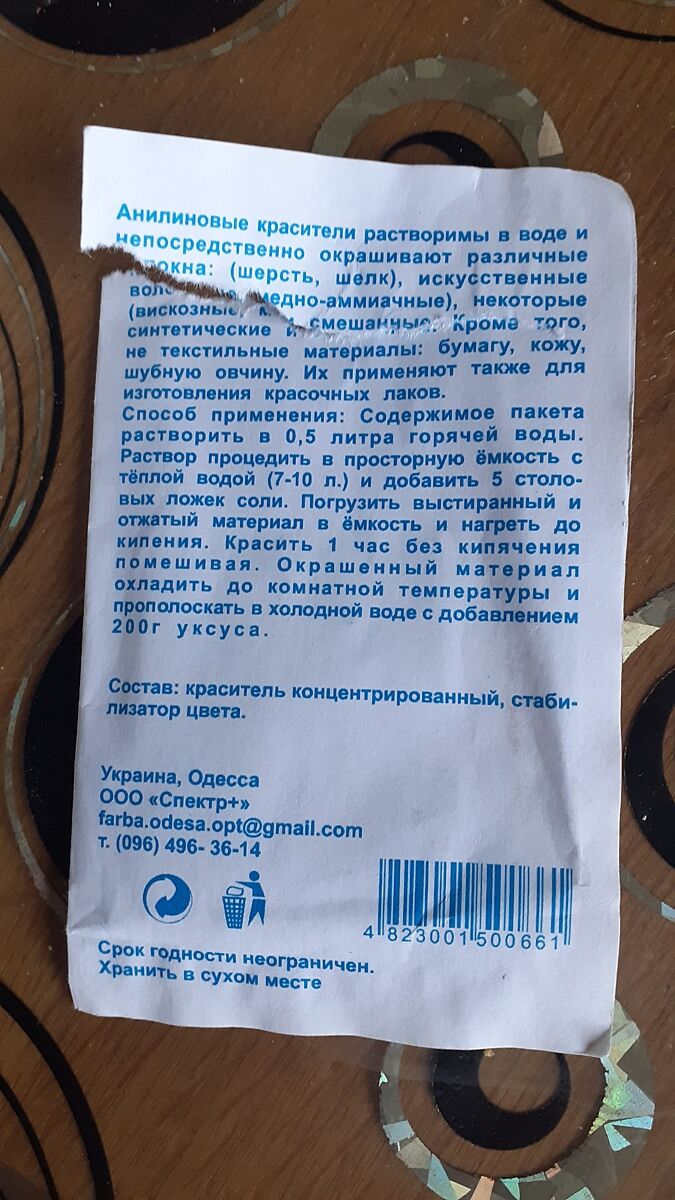 Анилиновые красители растворимы в воде и
непосредственно окрашивают различные
(шерсть, шелк), искусственные
(вискозные, медно-аммиачные), некоторые
синтетические и смешанные. Кроме того,
не текстильные материалы: бумагу, кожу,
шубную овчину. Их применяют также для
изготовления красочных лаков.
Способ применения: Содержимое пакета
растворить в 0,5 литра горячей воды.
Раствор процедить в просторную ёмкость с
тёплой водой (7-10 л.) и добавить 5 столо-
вых ложек соли. Погрузить выстиранный и
отжатый материал в ёмкость и нагреть до
кипения. Красить 1 час без кипячения
помешивая. Окрашенный материал
охладить до комнатной температуры и
прополоскать в холодной воде с добавлением
200г уксуса.
Состав: краситель концентрированный, стаби-
лизатор цвета.
Украина, Одесса
ООО «Спектр+»
farba.odesa.opt@gmail.com
т. (096) 496- 36-14
4 823001 500661
Срок годности неограничен.
Хранить в сухом месте